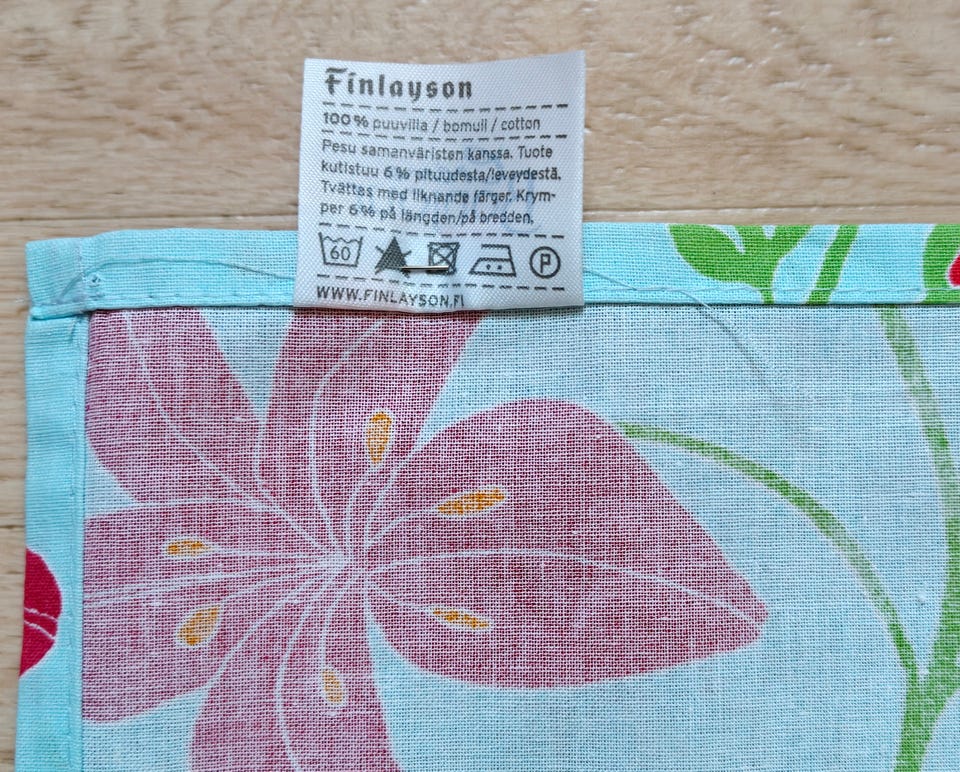 Finlayson
100% puuvilla / bomull / cotton
Pesu samanväristen kanssa. Tuote
kutistuu 6% pituudesta/leveydestä.
Tvättas med liknande färger. Krym-
per 6% på längden/på bredden.
60 P
WWW.FINLAYSON.FI